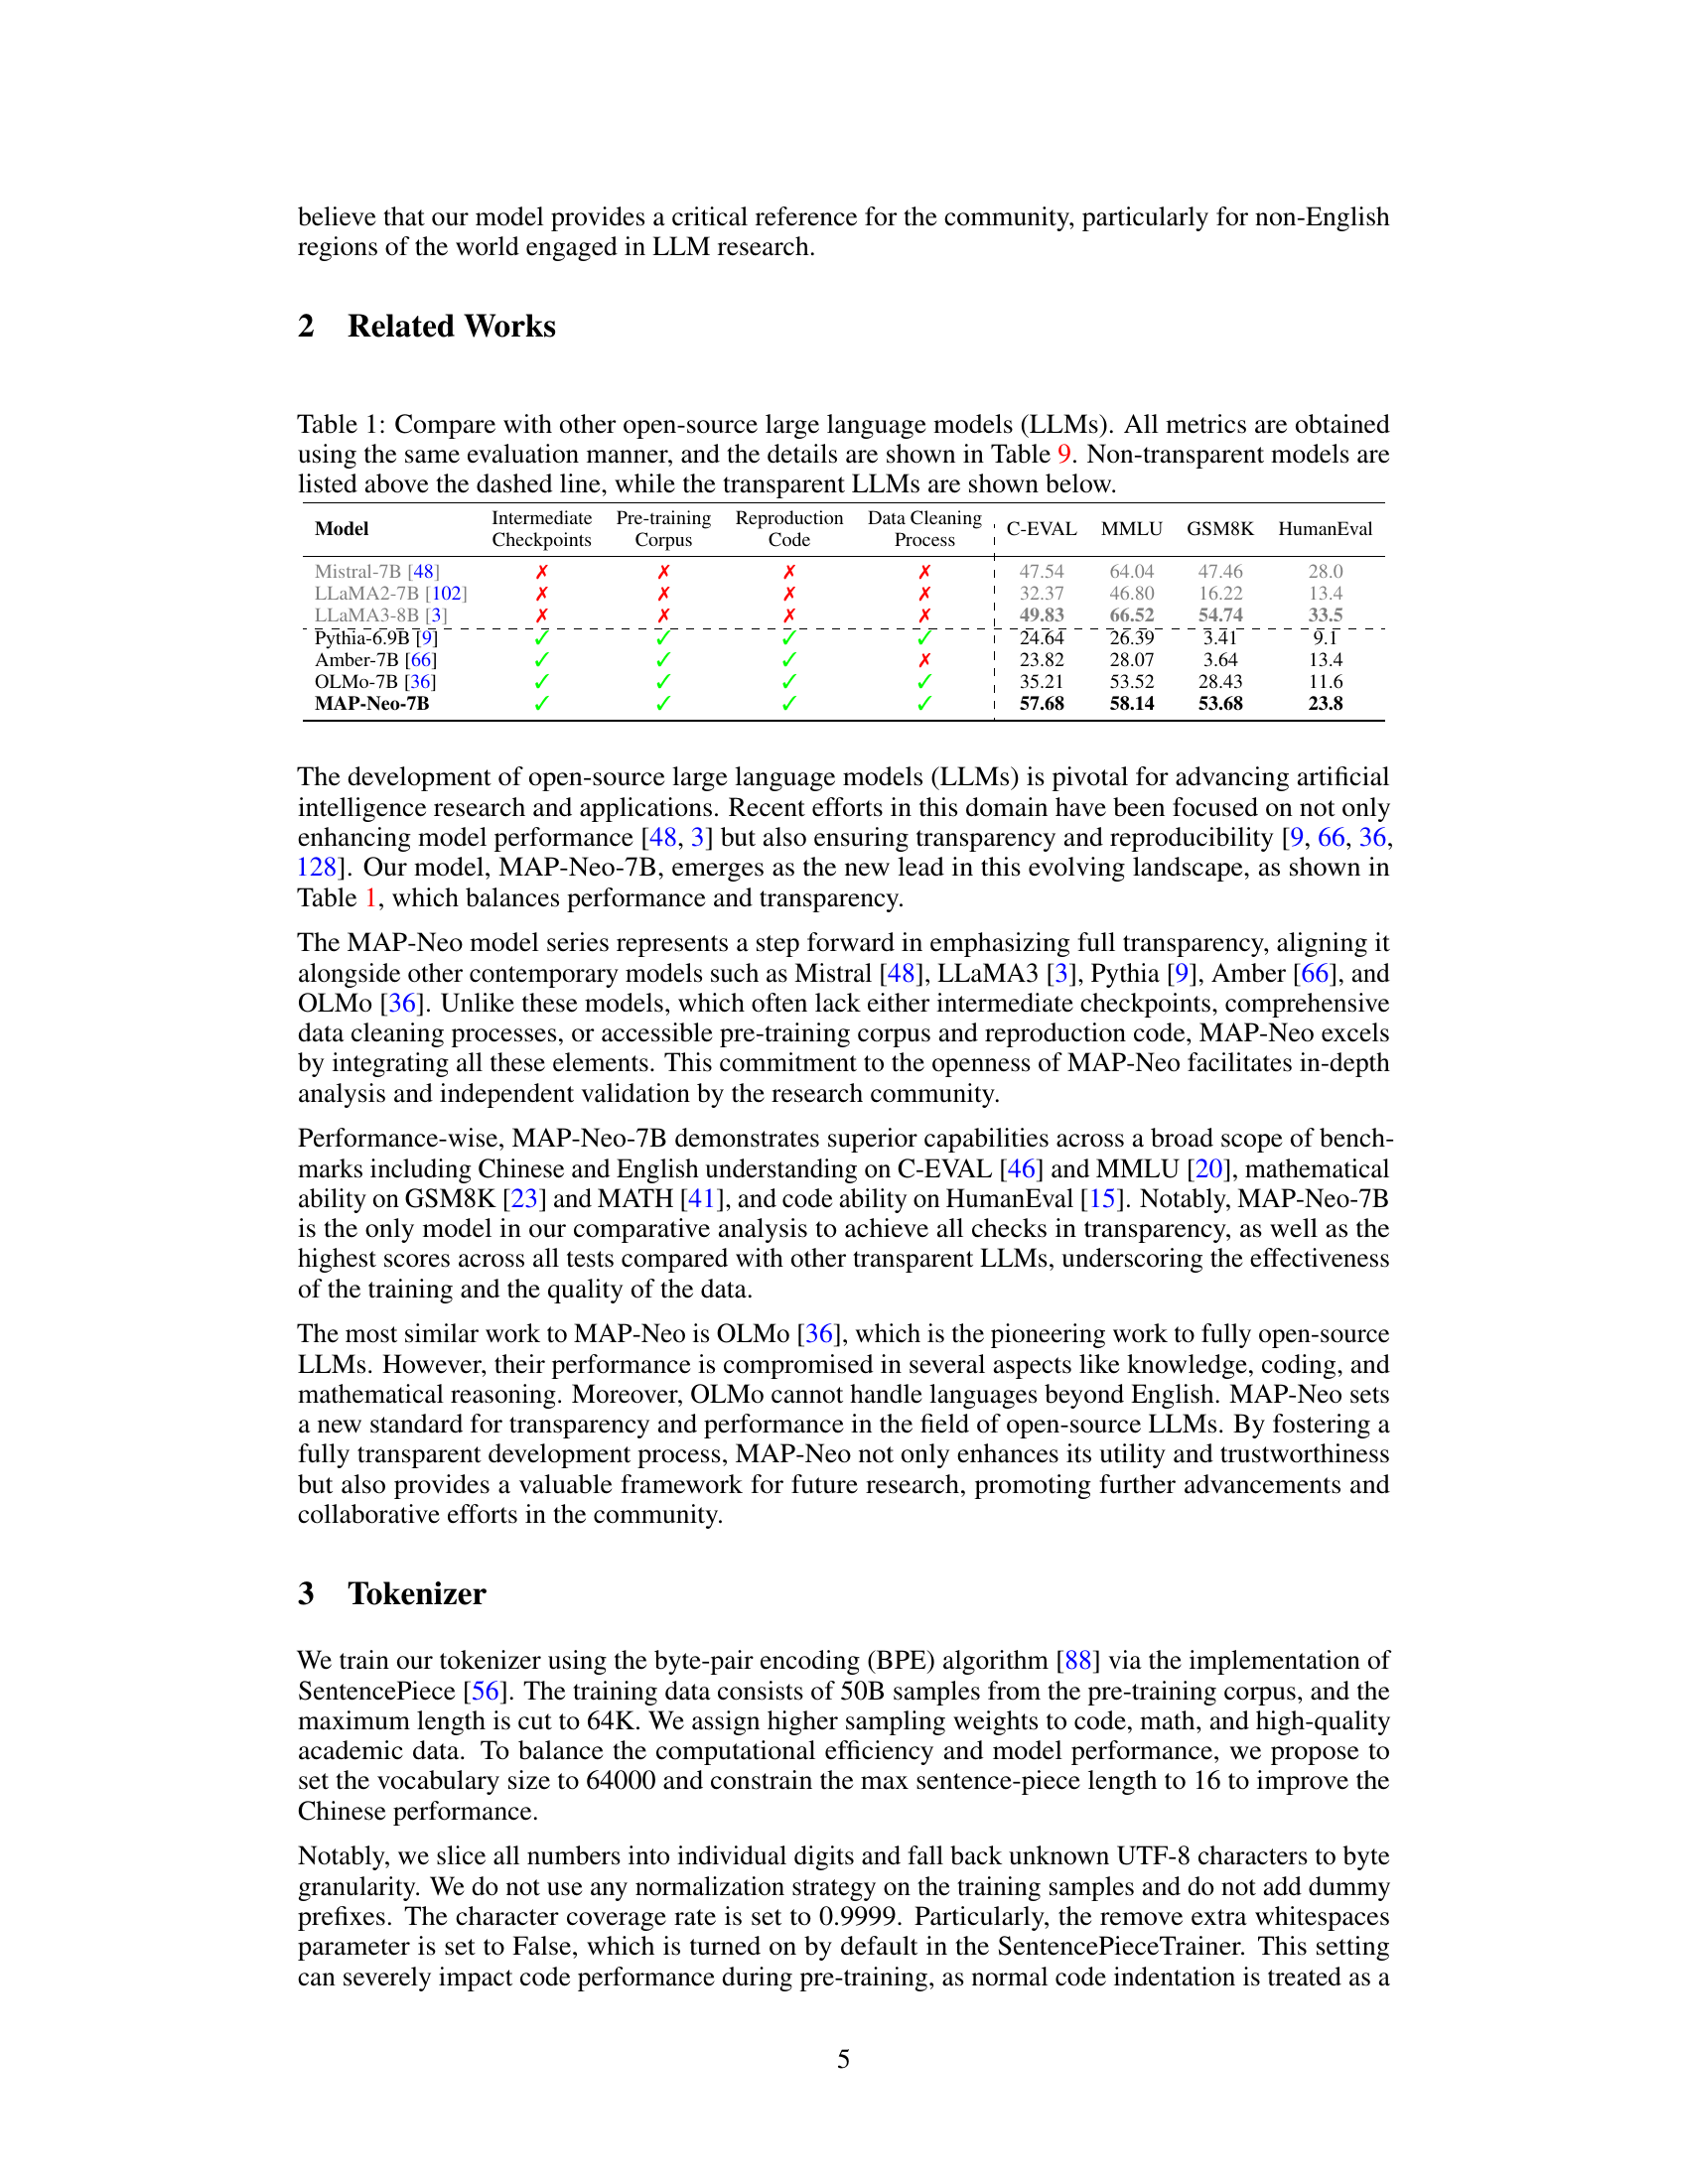 believe that our model provides a critical reference for the community, particularly for non-English
regions of the world engaged in LLM research.
2 Related Works
Table 1: Compare with other open-source large language models (LLMs). All metrics are obtained
using the same evaluation manner, and the details are shown in Table 9. Non-transparent models are
listed above the dashed line, while the transparent LLMs are shown below.
Model Intermediate Checkpoints Pre-training Corpus Reproduction Code Data Cleaning Process C-EVAL MMLU GSM8K HumanEval
Mistral-7B [48] ✗ ✗ ✗ ✗ 47.54 64.04 47.46 28.0
LLaMA2-7B [102] ✗ ✗ ✗ ✗ 32.37 46.80 16.22 13.4
LLaMA3-8B [3] ✗ ✗ ✗ ✗ 49.83 66.52 54.74 33.5
Pythia-6.9B [9] ✓ ✓ ✓ ✓ 24.64 26.39 3.41 9.1
Amber-7B [66] ✓ ✓ ✓ ✗ 23.82 28.07 3.64 13.4
OLMo-7B [36] ✓ ✓ ✓ ✓ 35.21 53.52 28.43 11.6
MAP-Neo-7B ✓ ✓ ✓ ✓ 57.68 58.14 53.68 23.8
The development of open-source large language models (LLMs) is pivotal for advancing artificial
intelligence research and applications. Recent efforts in this domain have been focused on not only
enhancing model performance [48, 3] but also ensuring transparency and reproducibility [9, 66, 36,
128]. Our model, MAP-Neo-7B, emerges as the new lead in this evolving landscape, as shown in
Table 1, which balances performance and transparency.
The MAP-Neo model series represents a step forward in emphasizing full transparency, aligning it
alongside other contemporary models such as Mistral [48], LLaMA3 [3], Pythia [9], Amber [66], and
OLMo [36]. Unlike these models, which often lack either intermediate checkpoints, comprehensive
data cleaning processes, or accessible pre-training corpus and reproduction code, MAP-Neo excels
by integrating all these elements. This commitment to the openness of MAP-Neo facilitates in-depth
analysis and independent validation by the research community.
Performance-wise, MAP-Neo-7B demonstrates superior capabilities across a broad scope of bench-
marks including Chinese and English understanding on C-EVAL [46] and MMLU [20], mathematical
ability on GSM8K [23] and MATH [41], and code ability on HumanEval [15]. Notably, MAP-Neo-7B
is the only model in our comparative analysis to achieve all checks in transparency, as well as the
highest scores across all tests compared with other transparent LLMs, underscoring the effectiveness
of the training and the quality of the data.
The most similar work to MAP-Neo is OLMo [36], which is the pioneering work to fully open-source
LLMs. However, their performance is compromised in several aspects like knowledge, coding, and
mathematical reasoning. Moreover, OLMo cannot handle languages beyond English. MAP-Neo sets
a new standard for transparency and performance in the field of open-source LLMs. By fostering a
fully transparent development process, MAP-Neo not only enhances its utility and trustworthiness
but also provides a valuable framework for future research, promoting further advancements and
collaborative efforts in the community.
3 Tokenizer
We train our tokenizer using the byte-pair encoding (BPE) algorithm [88] via the implementation of
SentencePiece [56]. The training data consists of 50B samples from the pre-training corpus, and the
maximum length is cut to 64K. We assign higher sampling weights to code, math, and high-quality
academic data. To balance the computational efficiency and model performance, we propose to
set the vocabulary size to 64000 and constrain the max sentence-piece length to 16 to improve the
Chinese performance.
Notably, we slice all numbers into individual digits and fall back unknown UTF-8 characters to byte
granularity. We do not use any normalization strategy on the training samples and do not add dummy
prefixes. The character coverage rate is set to 0.9999. Particularly, the remove extra whitespaces
parameter is set to False, which is turned on by default in the SentencePieceTrainer. This setting
can severely impact code performance during pre-training, as normal code indentation is treated as a
5